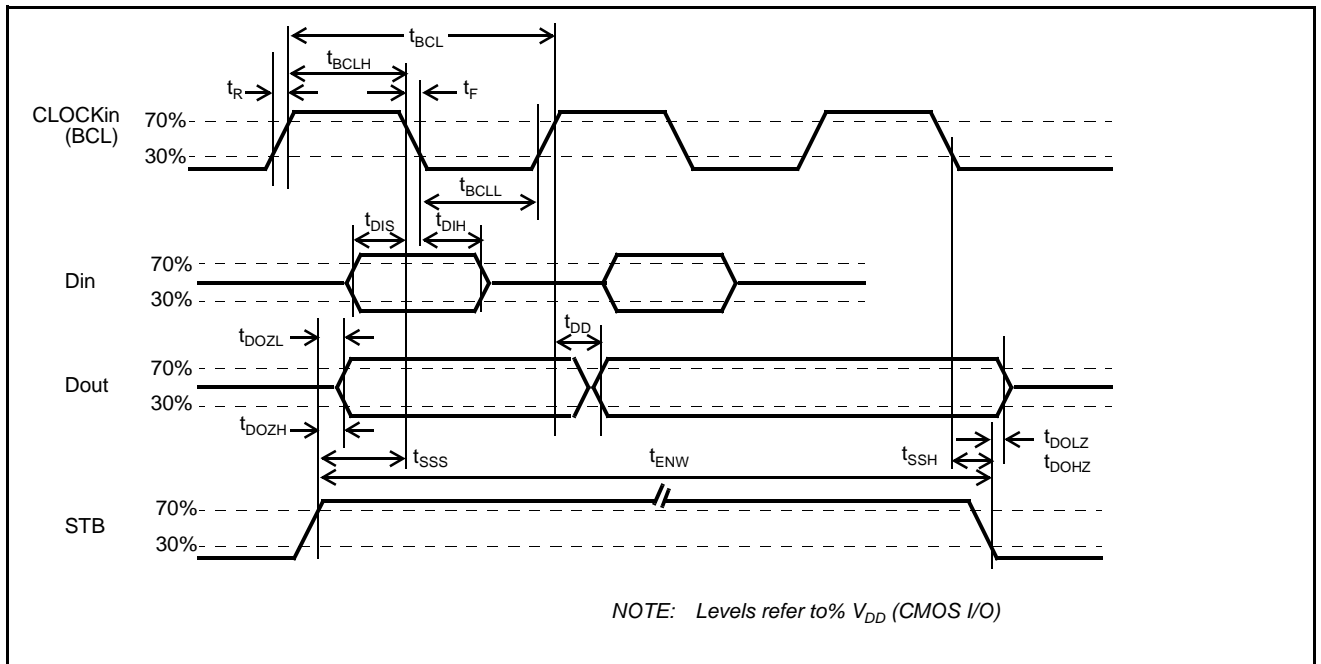 tBCL
tBCLH
tR
tF
CLOCKin
(BCL)
70%
30%
tBCLL
tDIS
tDIH
70%
Din
30%
tDOZL
tDD
70%
Dout
30%
tDOZH
tDOLZ
tSSS
tENW
tSSH
tDOHZ
70%
STB
30%
NOTE: Levels refer to% VDD (CMOS I/O)